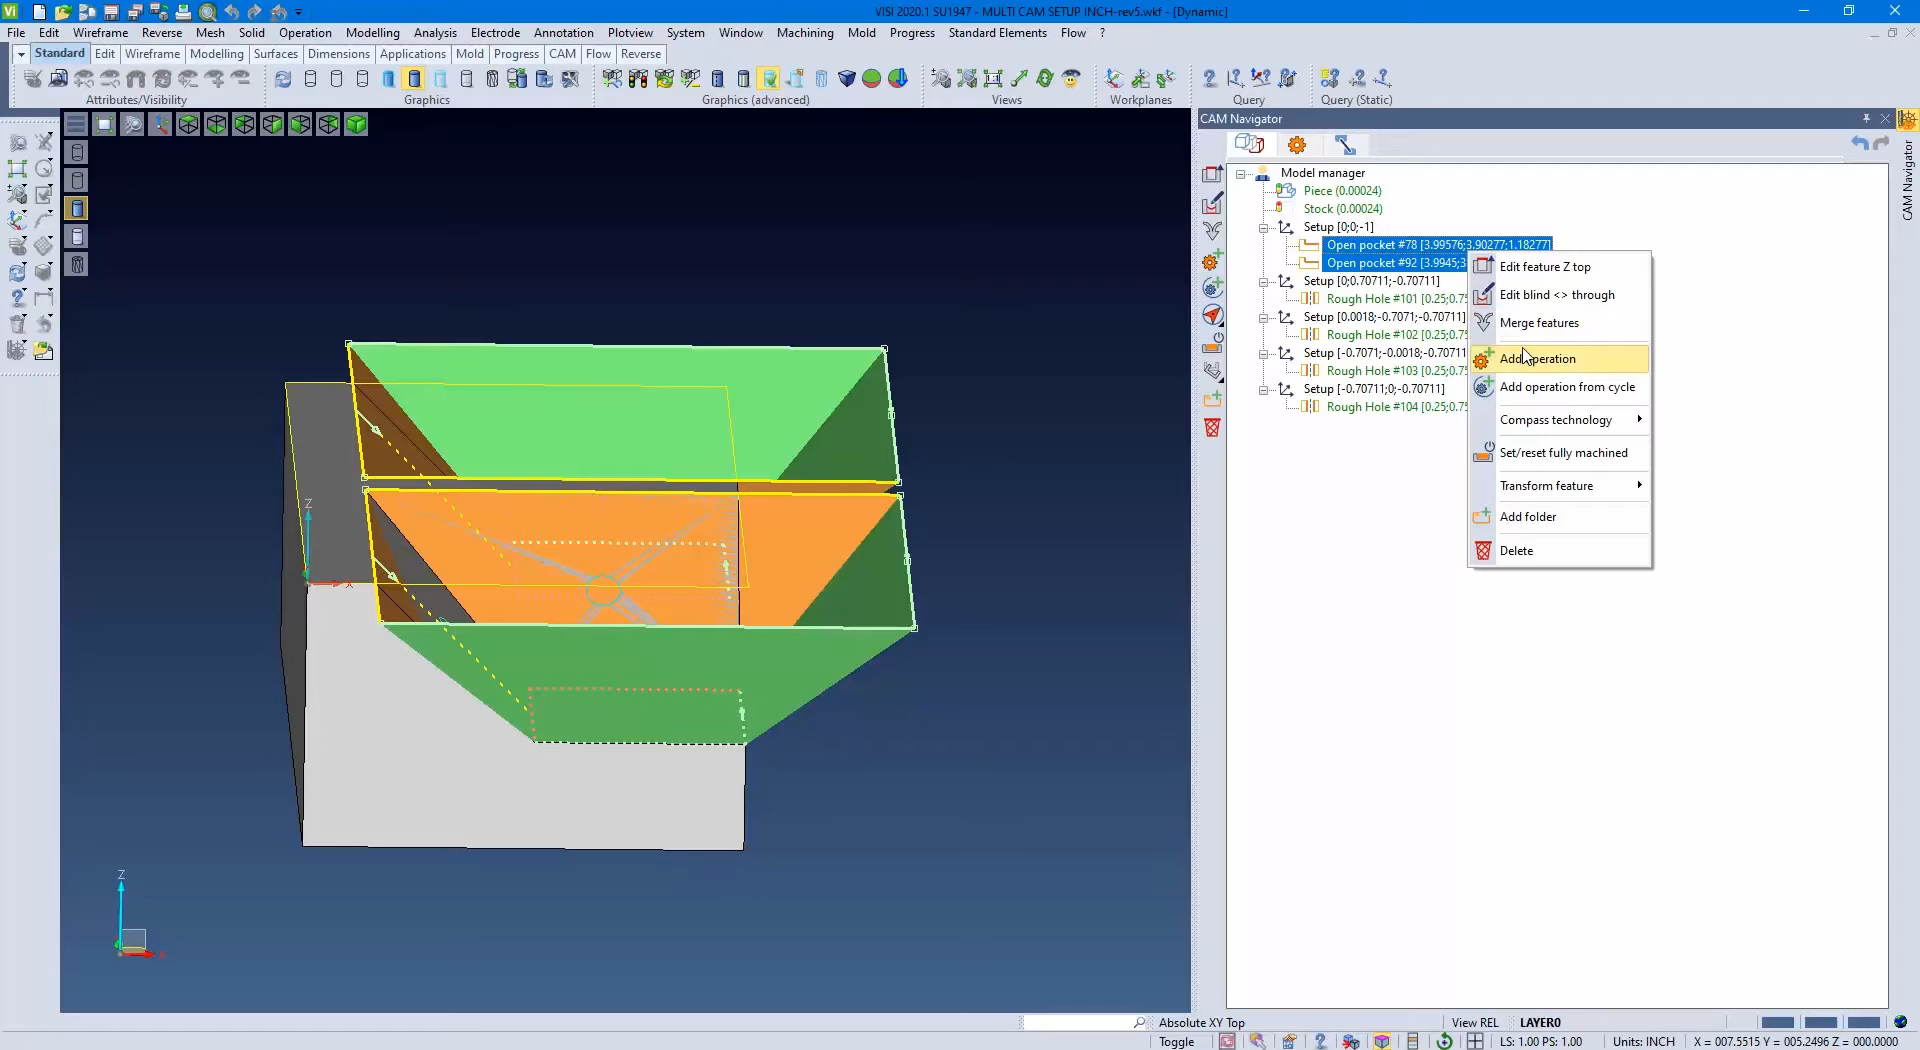 Vi VISI 2020.1 SU1947 - MULTI CAM SETUP INCH-rev5.wkf - [Dynamic]
File Edit Wireframe Reverse Mesh Solid Operation Modelling Analysis Electrode Annotation Plotview System Window Machining Mold Progress Standard Elements Flow ?
Standard Edit Wireframe Modelling Surfaces Dimensions Applications Mold Progress CAM Flow Reverse
Attributes/Visibility Graphics Graphics (advanced) Views Workplanes Query Query (Static)
CAM Navigator
CAM Navigator
Model manager
Piece (0.00024)
Stock (0.00024)
Setup [0;0;-1]
Open pocket #78 [3.99576;3.90277;1.18277]
Open pocket #92 [3.9945;3
Setup [0;0.70711;-0.70711]
Rough Hole #101 [0.25;0.75
Setup [0.0018;-0.7071;-0.70711]
Rough Hole #102 [0.25;0.75
Setup [-0.7071;-0.0018;-0.70711
Rough Hole #103 [0.25;0.75
Setup [-0.70711;0;-0.70711]
Rough Hole #104 [0.25;0.75
Edit feature Z top
Edit blind <> through
Merge features
Add operation
Add operation from cycle
Compass technology
Set/reset fully machined
Transform feature
Add folder
Delete
Z
X
Z
X
Absolute XY Top View REL LAYER0
Toggle LS: 1.00 PS: 1.00 Units: INCH X = 007.5515 Y = 005.2496 Z = 000.0000